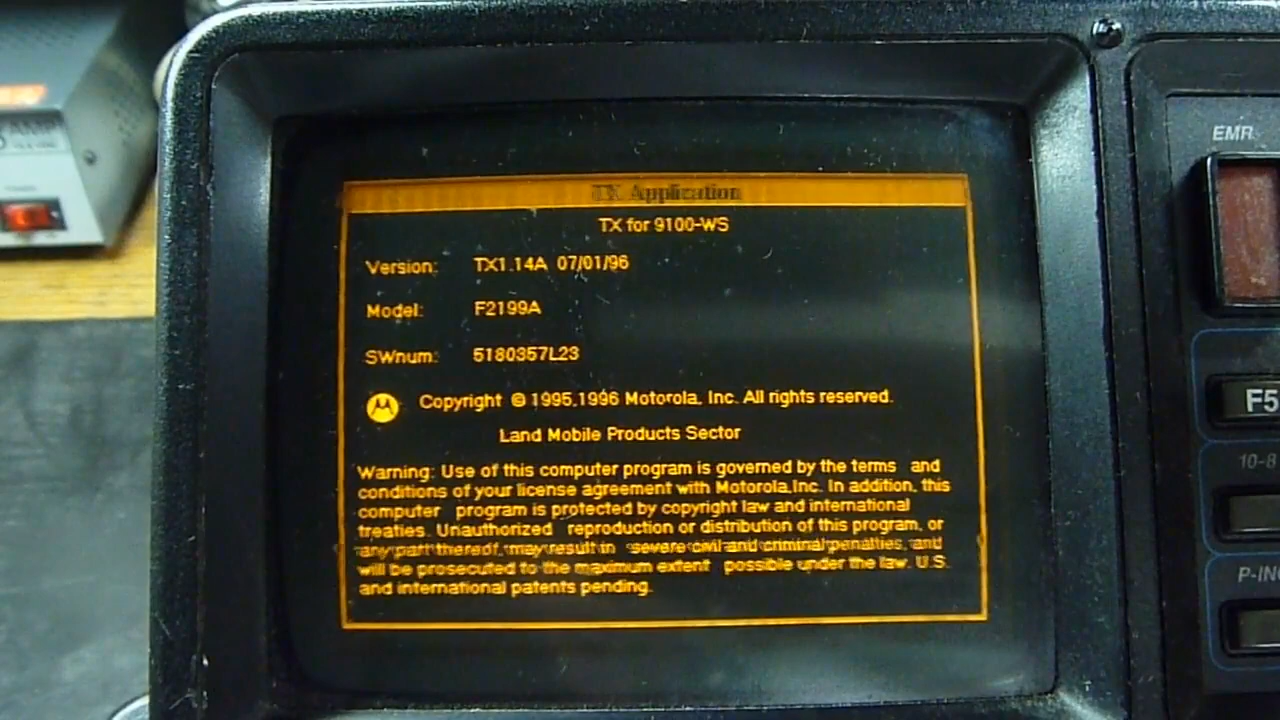 TX Application
TX for 9100-WS
Version: TX1.14A 07/01/96
Model: F2199A
SWnum: 5180357L23
Copyright © 1995,1996 Motorola, Inc. All rights reserved.
Land Mobile Products Sector
Warning: Use of this computer program is governed by the terms and
conditions of your license agreement with Motorola,Inc. In addition, this
computer program is protected by copyright law and international
treaties. Unauthorized reproduction or distribution of this program, or
any part thereof, may result in severe civil and criminal penalties, and
will be prosecuted to the maximum extent possible under the law. U.S.
and international patents pending.
EMR
F5
10-8